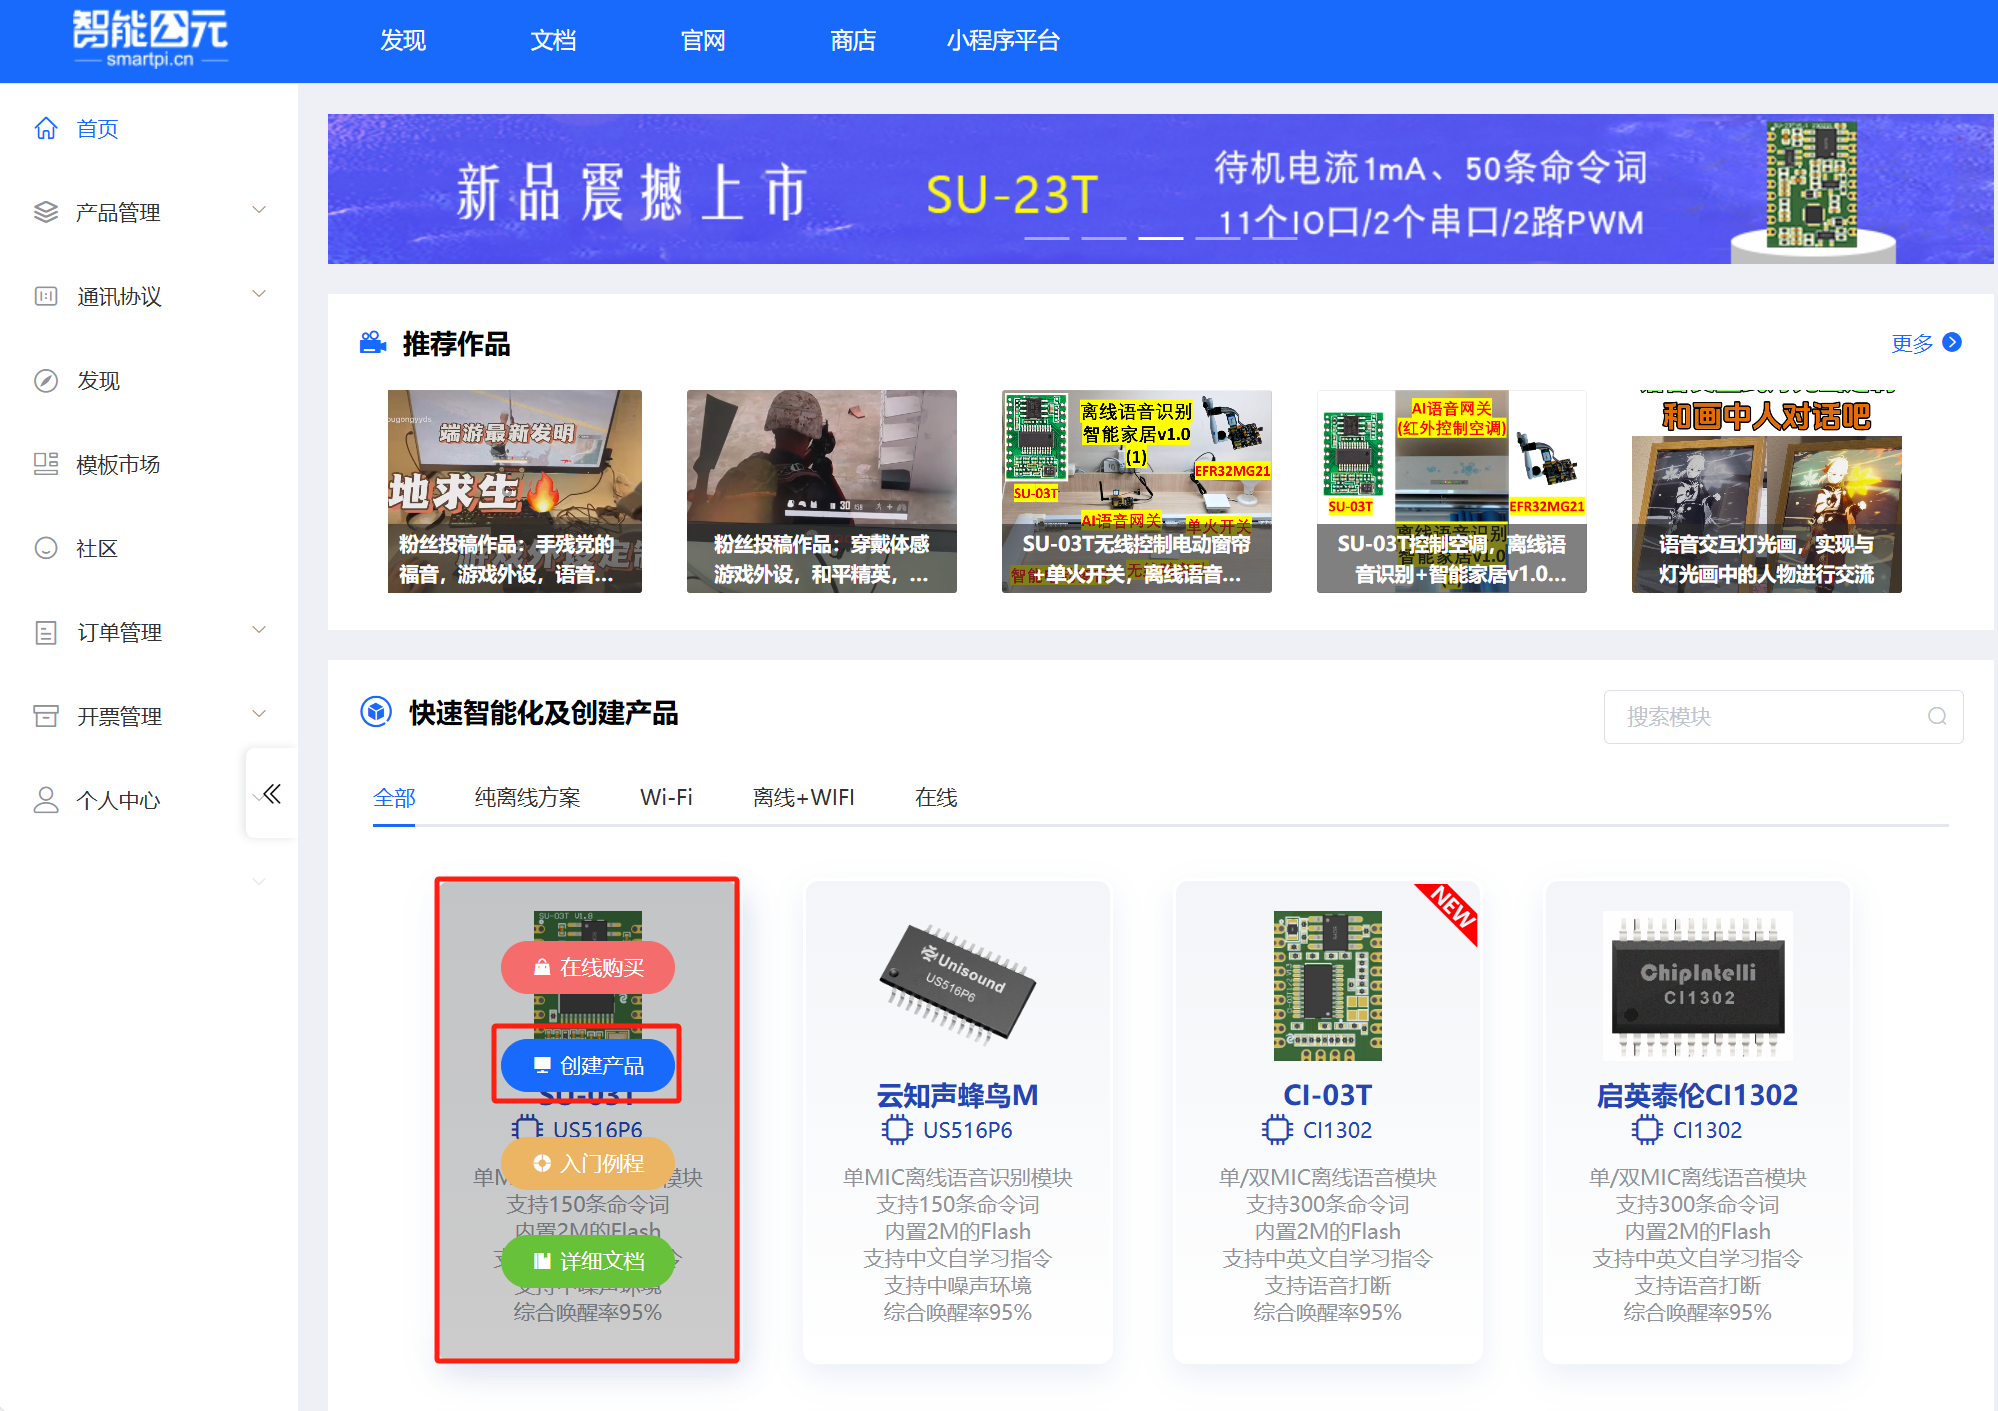 智能公元
smartpi.cn
发现
文档
官网
商店
小程序平台
首页
产品管理
通讯协议
发现
模板市场
社区
订单管理
开票管理
个人中心
新品震撼上市
SU-23T
待机电流1mA、50条命令词
11个IO口/2个串口/2路PWM
推荐作品
更多
端游最新发明
地求生
粉丝投稿作品：手残党的
福音，游戏外设，语音...
粉丝投稿作品：穿戴体感
游戏外设，和平精英，...
离线语音识别
智能家居v1.0
(1)
EFR32MG21
SU-03T
AI语音网关
单火开关
SU-03T无线控制电动窗帘
+单火开关，离线语音...
AI语音网关
(红外控制空调)
SU-03T
EFR32MG21
离线语音识别
SU-03T控制空调，离线语
音识别+智能家居v1.0...
和画中人对话吧
语音交互灯光画，实现与
灯光画中的人物进行交流
快速智能化及创建产品
搜索模块
全部
纯离线方案
Wi-Fi
离线+WIFI
在线
SU-03T V1.8
在线购买
创建产品
SU-03T
US516P6
入门例程
单M
模块
支持150条命令词
内置2M的Flash
详细文档
支持中噪声环境
综合唤醒率95%
Unisound
US516P6
云知声蜂鸟M
US516P6
单MIC离线语音识别模块
支持150条命令词
内置2M的Flash
支持中文自学习指令
支持中噪声环境
综合唤醒率95%
NEW
CI-03T
CI1302
单/双MIC离线语音模块
支持300条命令词
内置2M的Flash
支持中英文自学习指令
支持语音打断
综合唤醒率95%
ChipIntelli
CI1302
启英泰伦CI1302
CI1302
单/双MIC离线语音模块
支持300条命令词
内置2M的Flash
支持中英文自学习指令
支持语音打断
综合唤醒率95%